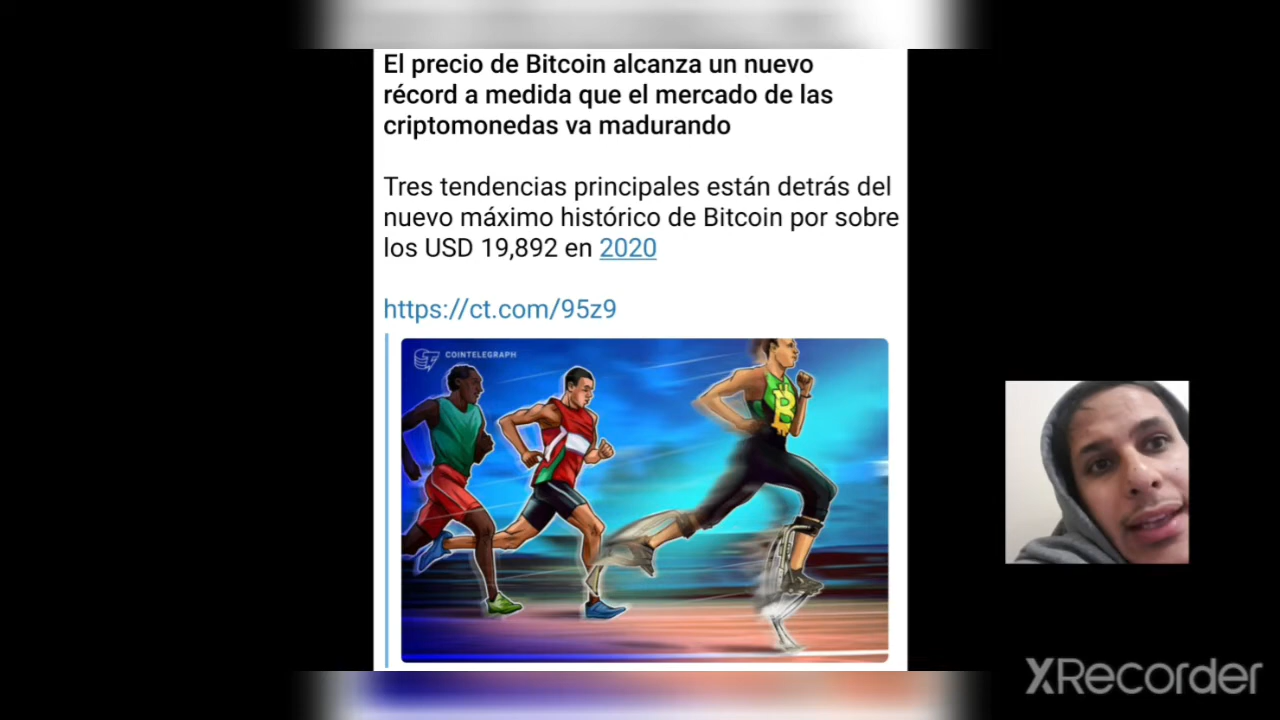 El precio de Bitcoin alcanza un nuevo
récord a medida que el mercado de las
criptomonedas va madurando
Tres tendencias principales están detrás del
nuevo máximo histórico de Bitcoin por sobre
los USD 19,892 en 2020
https://ct.com/95z9
COINTELEGRAPH
XRecorder